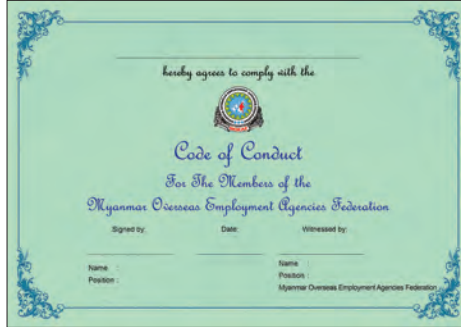 hereby agrees to comply with the
Code of Conduct
For The Members of the
Myanmar Overseas Employment Agencies Federation
Signed by: Date: Witnessed by:
Name :
Position :
Name :
Position :
Myanmar Overseas Employment Agencies Federation